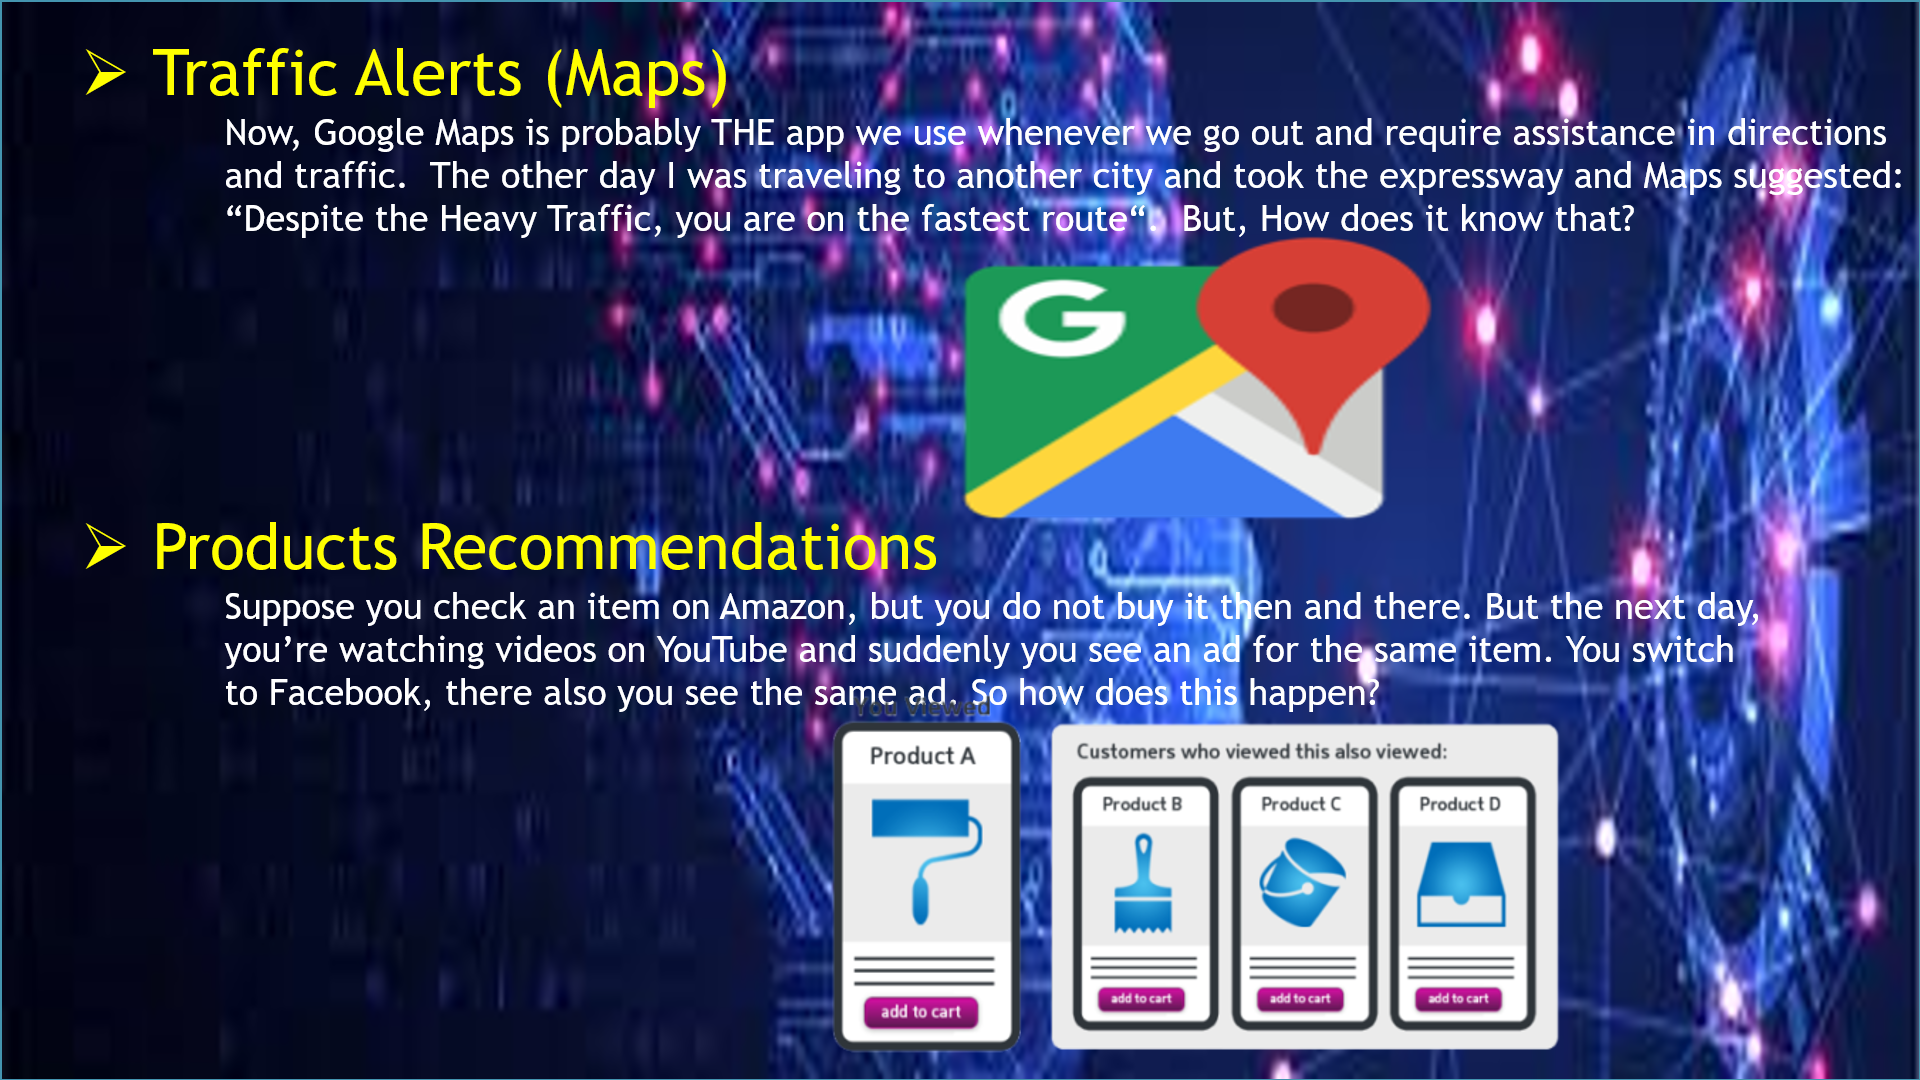 ➢ Traffic Alerts (Maps)
Now, Google Maps is probably THE app we use whenever we go out and require assistance in directions
and traffic.  The other day I was traveling to another city and took the expressway and Maps suggested:
“Despite the Heavy Traffic, you are on the fastest route“.  But, How does it know that?
G
➢ Products Recommendations
Suppose you check an item on Amazon, but you do not buy it then and there. But the next day,
you’re watching videos on YouTube and suddenly you see an ad for the same item. You switch
to Facebook, there also you see the same ad. So how does this happen?
You Viewed
Product A
add to cart
Customers who viewed this also viewed:
Product B
add to cart
Product C
add to cart
Product D
add to cart